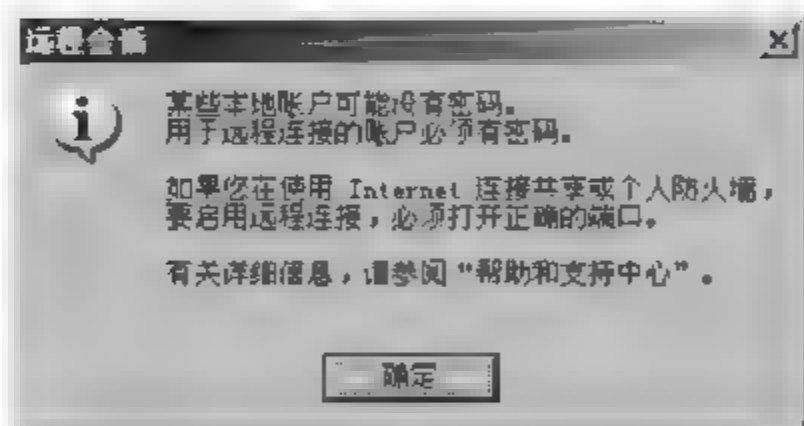 远程会话
某些本地账户可能没有密码。
用于远程连接的账户必须有密码。
如果您在使用 Internet 连接共享或个人防火墙，
要启用远程连接，必须打开正确的端口。
有关详细信息，请参阅“帮助和支持中心”。
确定